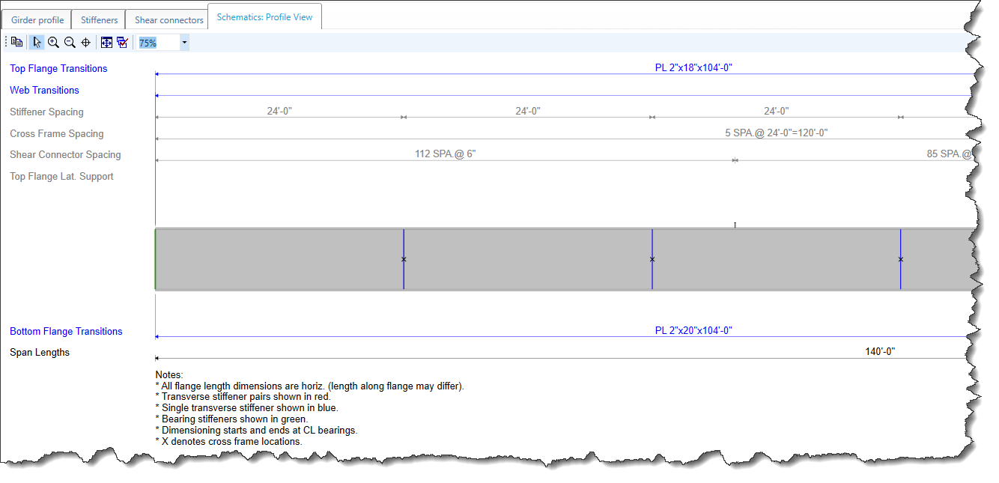 Girder profile Stiffeners Shear connectors Schematics: Profile View
75%
Top Flange Transitions PL 2"x18"x104'-0"
Web Transitions
Stiffener Spacing 24'-0" 24'-0" 24'-0"
Cross Frame Spacing 5 SPA.@ 24'-0"=120'-0"
Shear Connector Spacing 112 SPA.@ 6" 85 SPA.@
Top Flange Lat. Support
Bottom Flange Transitions PL 2"x20"x104'-0"
Span Lengths 140'-0"
Notes:
* All flange length dimensions are horiz. (length along flange may differ).
* Transverse stiffener pairs shown in red.
* Single transverse stiffener shown in blue.
* Bearing stiffeners shown in green.
* Dimensioning starts and ends at CL bearings.
* X denotes cross frame locations.